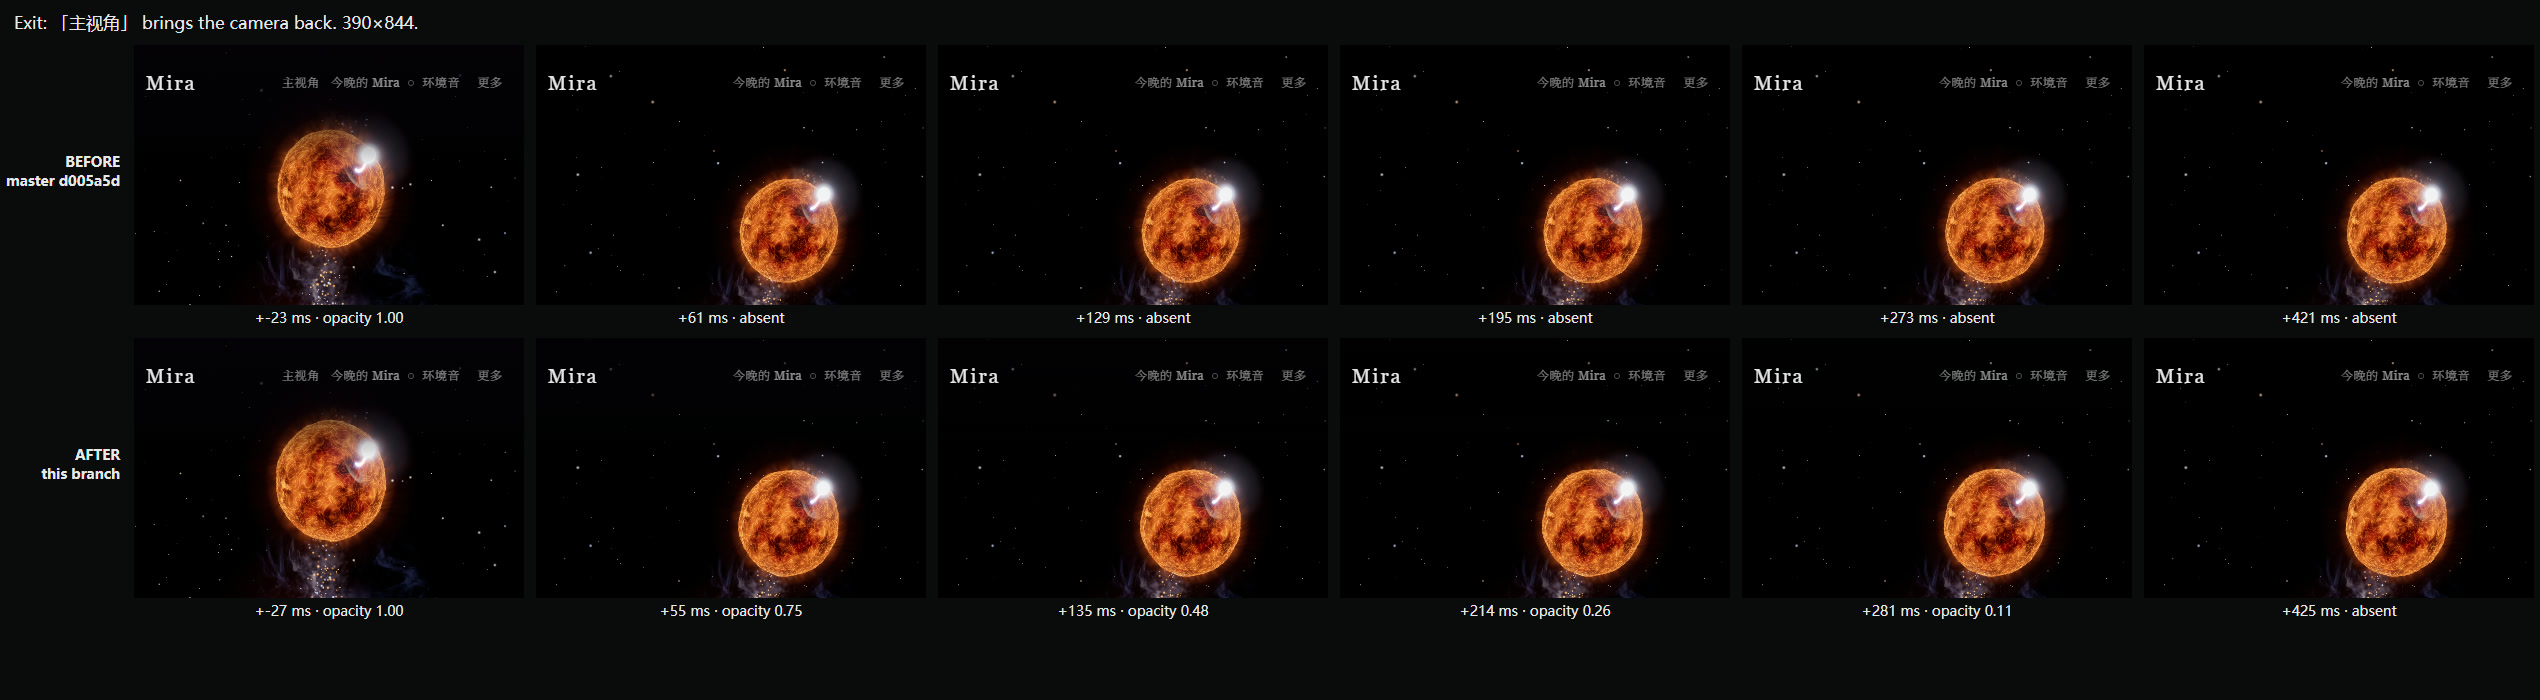 Exit: 「主视角」 brings the camera back. 390×844.
BEFORE
master d005a5d
Mira 主视角 今晚的 Mira ○ 环境音 更多
Mira 今晚的 Mira ○ 环境音 更多
Mira 今晚的 Mira ○ 环境音 更多
Mira 今晚的 Mira ○ 环境音 更多
Mira 今晚的 Mira ○ 环境音 更多
Mira 今晚的 Mira ○ 环境音 更多
+-23 ms · opacity 1.00
+61 ms · absent
+129 ms · absent
+195 ms · absent
+273 ms · absent
+421 ms · absent
AFTER
this branch
Mira 主视角 今晚的 Mira ○ 环境音 更多
Mira 今晚的 Mira ○ 环境音 更多
Mira 今晚的 Mira ○ 环境音 更多
Mira 今晚的 Mira ○ 环境音 更多
Mira 今晚的 Mira ○ 环境音 更多
Mira 今晚的 Mira ○ 环境音 更多
+-27 ms · opacity 1.00
+55 ms · opacity 0.75
+135 ms · opacity 0.48
+214 ms · opacity 0.26
+281 ms · opacity 0.11
+425 ms · absent